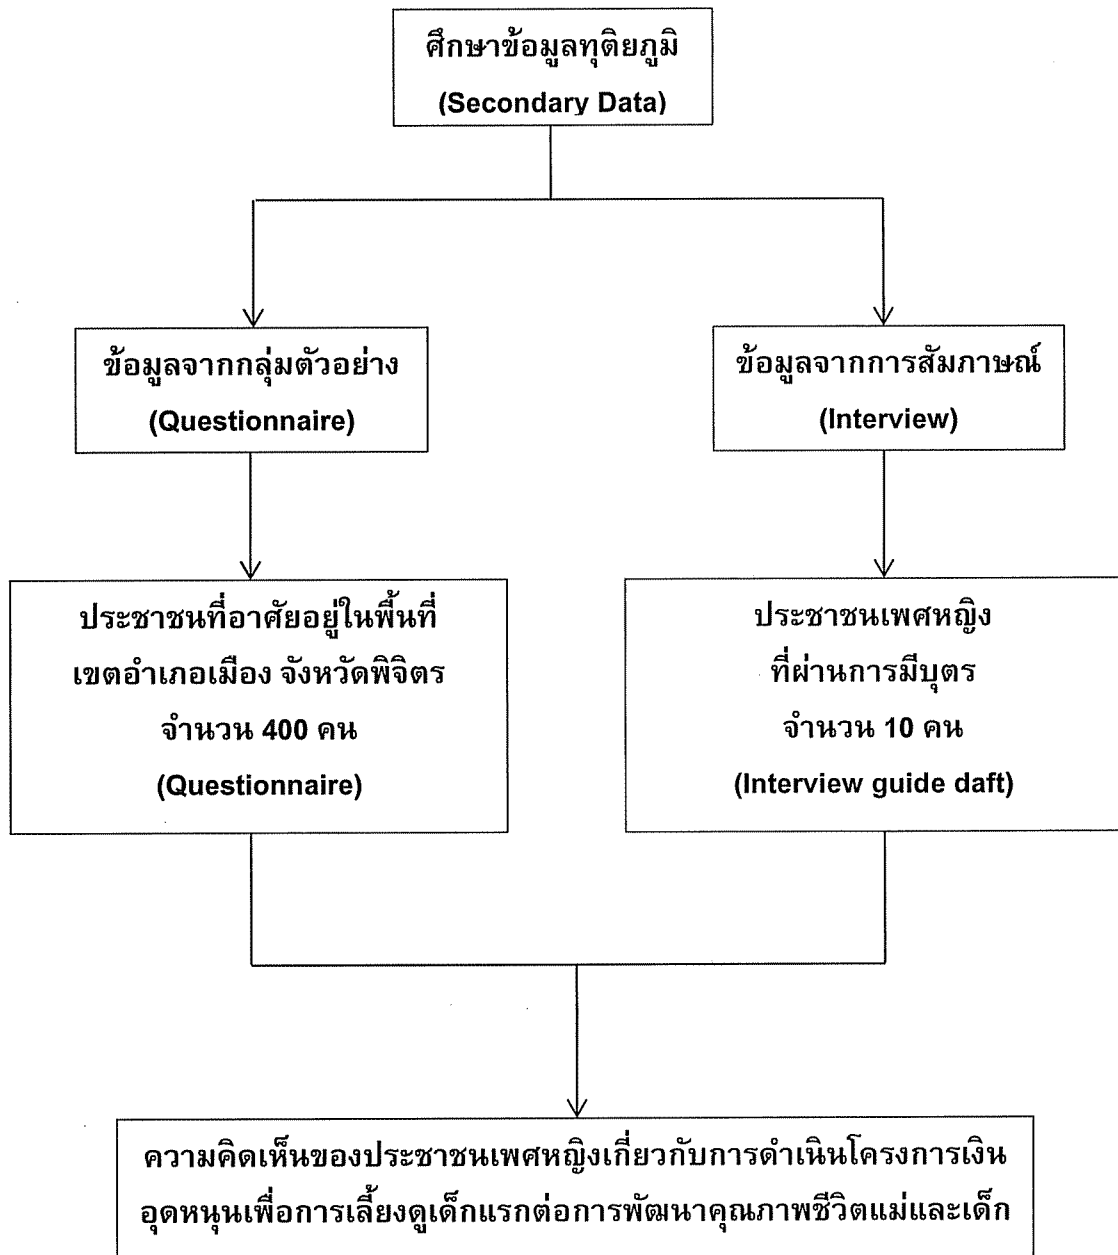 ศึกษาข้อมูลทุติยภูมิ
(Secondary Data)
ข้อมูลจากกลุ่มตัวอย่าง
(Questionnaire)
ข้อมูลจากการสัมภาษณ์
(Interview)
ประชาชนที่อาศัยอยู่ในพื้นที่
เขตอำเภอเมือง จังหวัดพิจิตร
จำนวน 400 คน
(Questionnaire)
ประชาชนเพศหญิง
ที่ผ่านการมีบุตร
จำนวน 10 คน
(Interview guide daft)
ความคิดเห็นของประชาชนเพศหญิงเกี่ยวกับการดำเนินโครงการเงิน
อุดหนุนเพื่อการเลี้ยงดูเด็กแรกต่อการพัฒนาคุณภาพชีวิตแม่และเด็ก